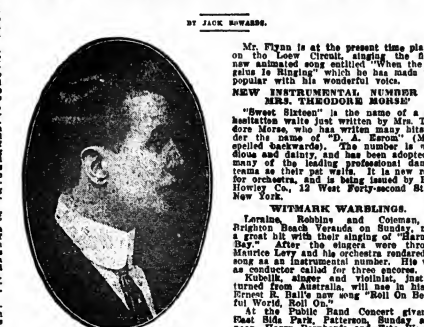 BY JACK EDWARDS.
Mr. Flynn is at the present time pla
on the Loew Circuit, singing the
new animated song entitled "When the
gelus Is Ringing" which he has made
popular with his wonderful voice.
NEW INSTRUMENTAL NUMBER
MRS. THEODORE MORSE'
"Sweet Sixteen" is the name of a
hesitation waltz just written by Mrs. T
dore Morse, who has writen many hits
der the name of "D. A. Esrom" (M
spelled backwards). The number is
dious and dainty, and has been adopted
many of the leading professional dan
teams as their pet waltz. It is now r
for orchestra, and is being issued by
Howley Co., 12 West Forty-second St
New York.
WITMARK WARBLINGS.
Loraine, Robbins and Coleman,
Brighton Beach Veranda on Sunday,
a great hit with their singing of "Harm
Bay." After the singers were throu
Maurice Levy and his orchestra rendered
song as an instrumental number. His
as conductor called for three encores.
Kubelik, singer and violinist, just
turned from Australia, will use in his
Ernest R. Ball's new song "Roll On Be
ful World, Roll On."
At the Public Band Concert given
East Side Park, Patterson, Sunday a